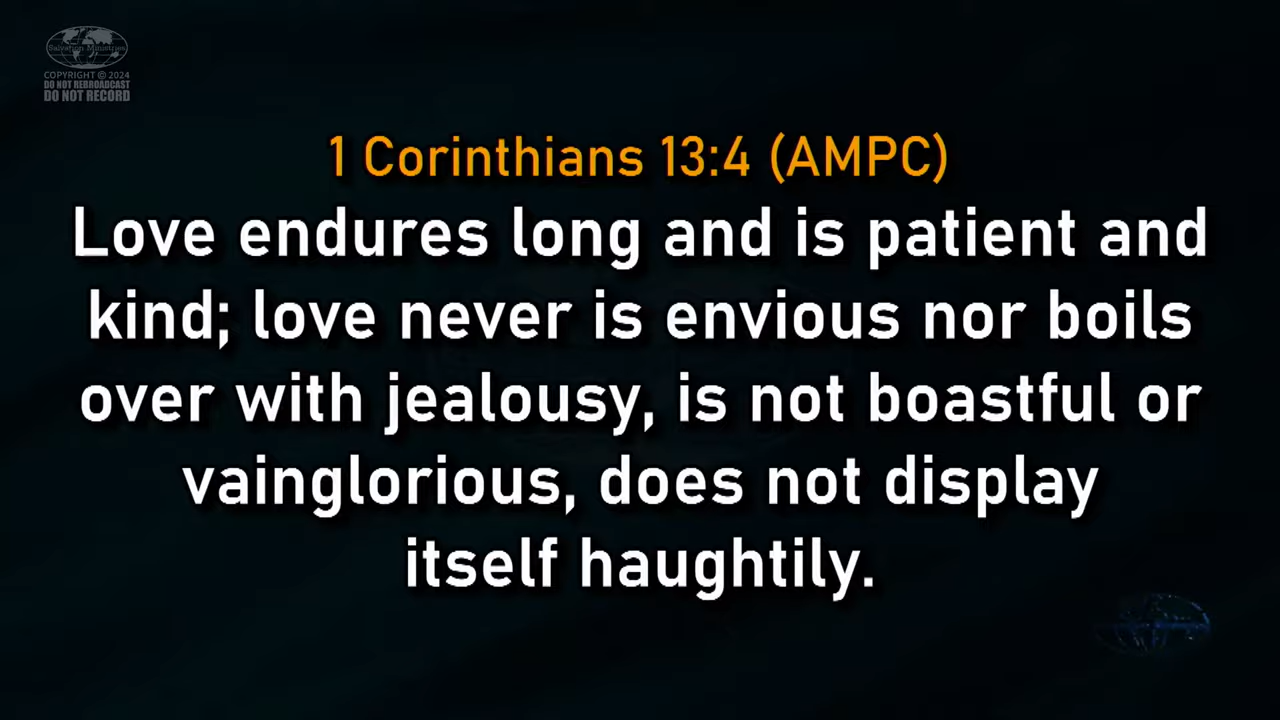 Salvation Ministries
COPYRIGHT © 2024
DO NOT REBROADCAST
DO NOT RECORD
1 Corinthians 13:4 (AMPC)
Love endures long and is patient and
kind; love never is envious nor boils
over with jealousy, is not boastful or
vainglorious, does not display
itself haughtily.